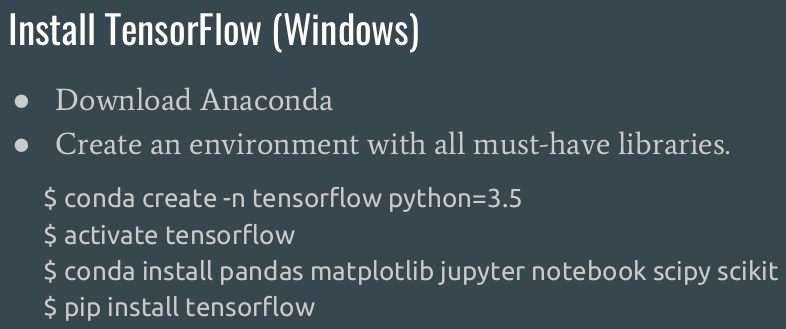 Install TensorFlow (Windows)
● Download Anaconda
● Create an environment with all must-have libraries.
$ conda create -n tensorflow python=3.5
$ activate tensorflow
$ conda install pandas matplotlib jupyter notebook scipy scikit
$ pip install tensorflow